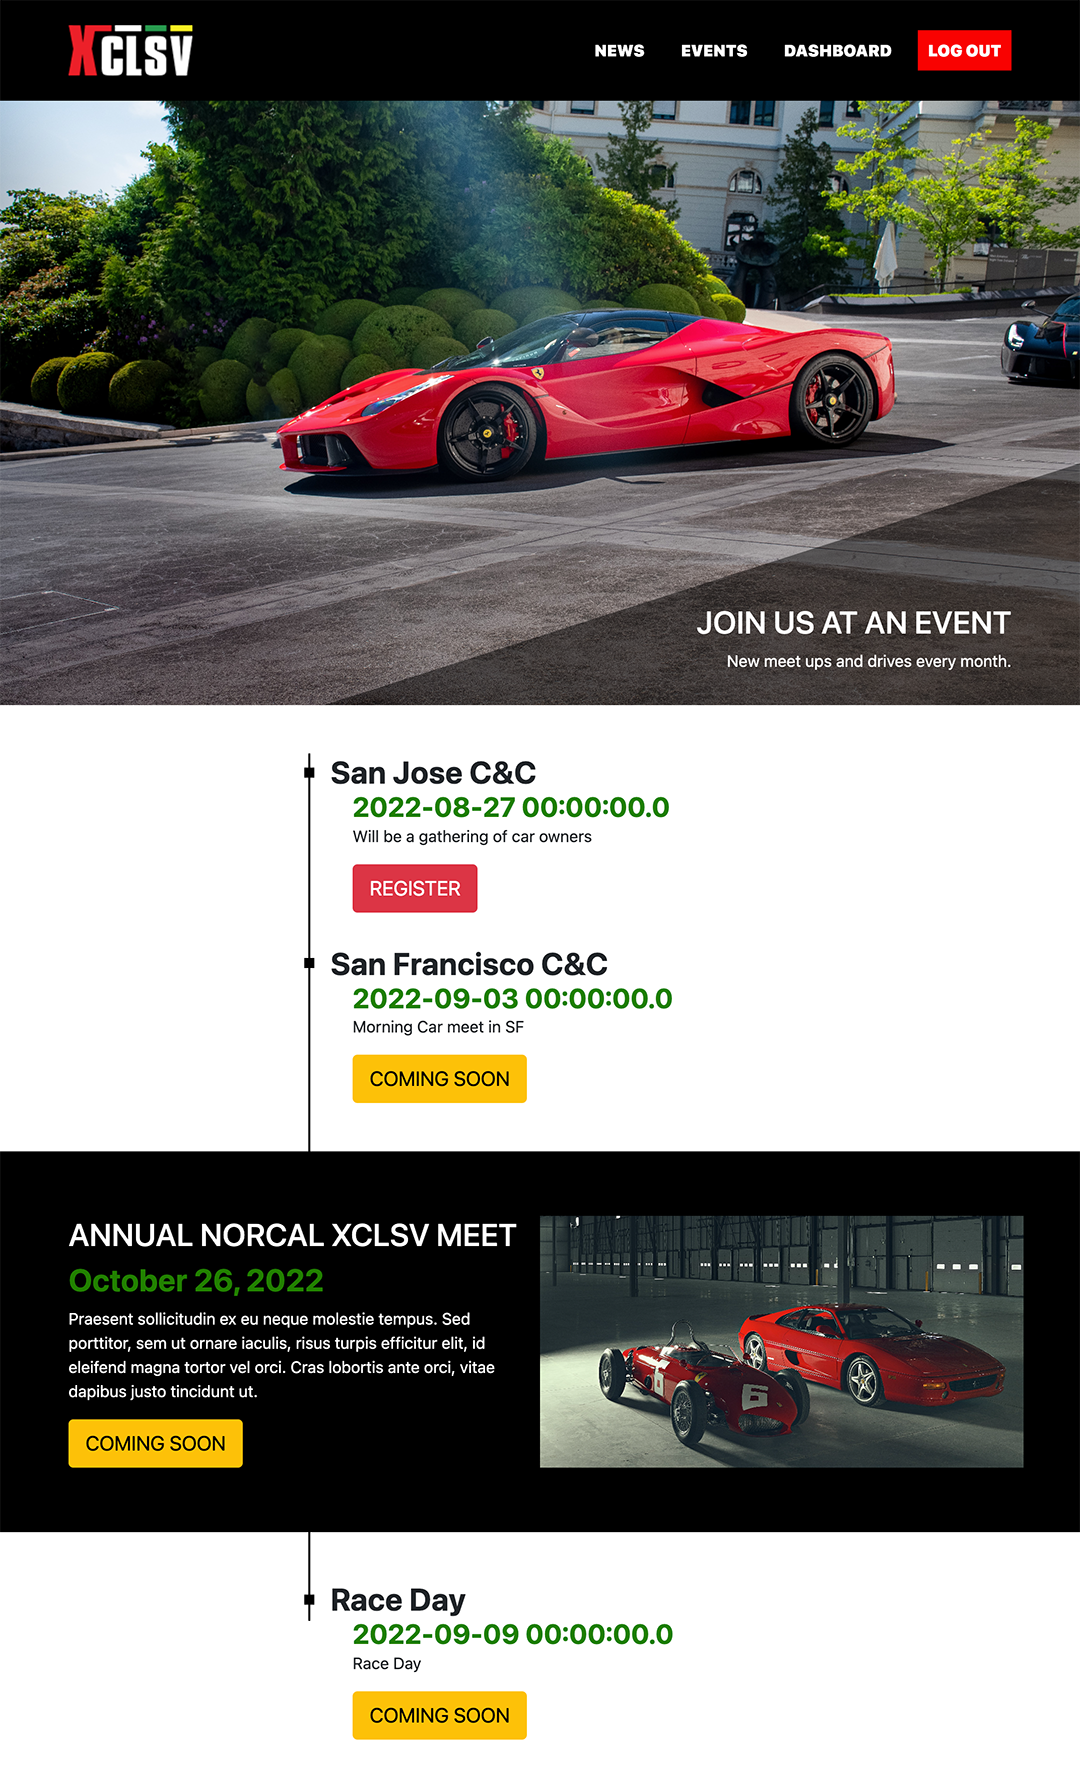 XCLSV
NEWS EVENTS DASHBOARD LOG OUT
JOIN US AT AN EVENT
New meet ups and drives every month.
San Jose C&C
2022-08-27 00:00:00.0
Will be a gathering of car owners
REGISTER
San Francisco C&C
2022-09-03 00:00:00.0
Morning Car meet in SF
COMING SOON
ANNUAL NORCAL XCLSV MEET
October 26, 2022
Praesent sollicitudin ex eu neque molestie tempus. Sed
porttitor, sem ut ornare iaculis, risus turpis efficitur elit, id
eleifend magna tortor vel orci. Cras lobortis ante orci, vitae
dapibus justo tincidunt ut.
COMING SOON
6
6
Race Day
2022-09-09 00:00:00.0
Race Day
COMING SOON